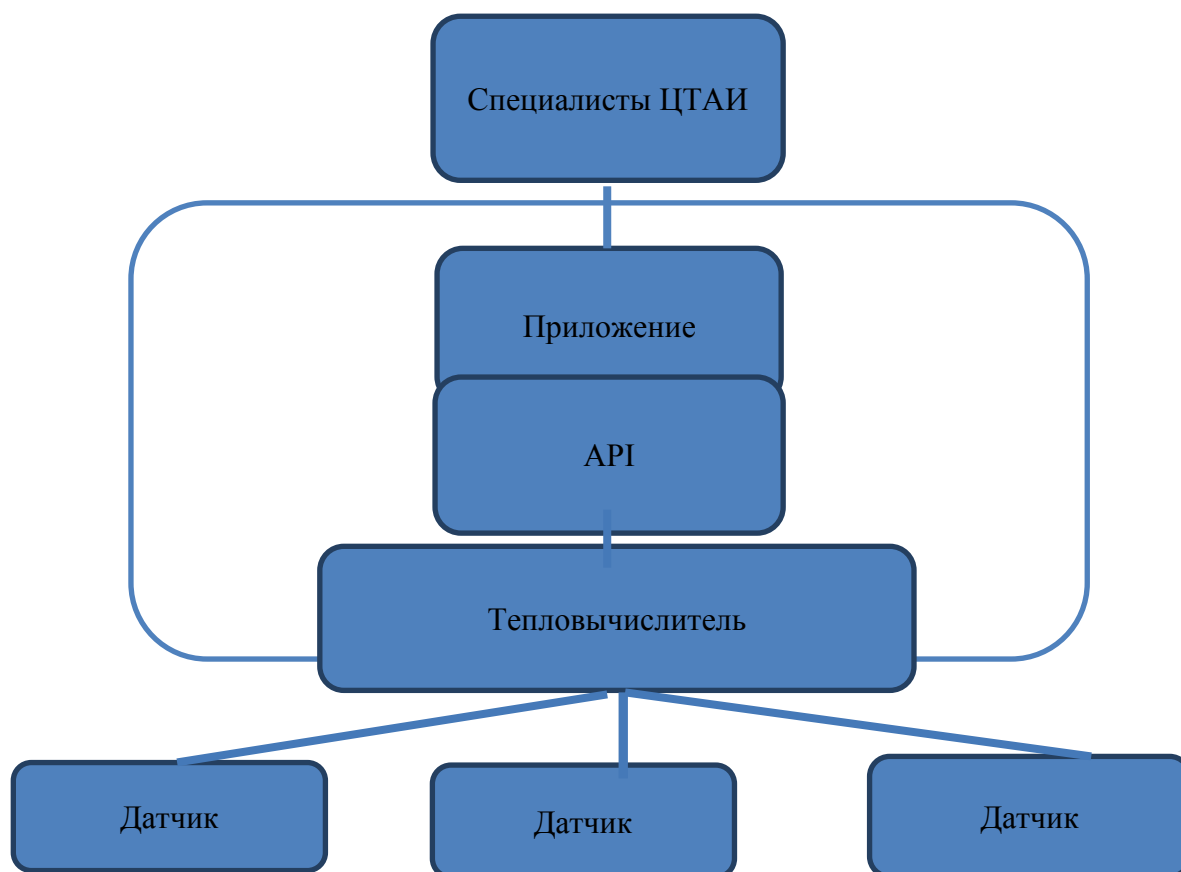 Специалисты ЦТАИ
Приложение
API
Тепловычислитель
Датчик
Датчик
Датчик